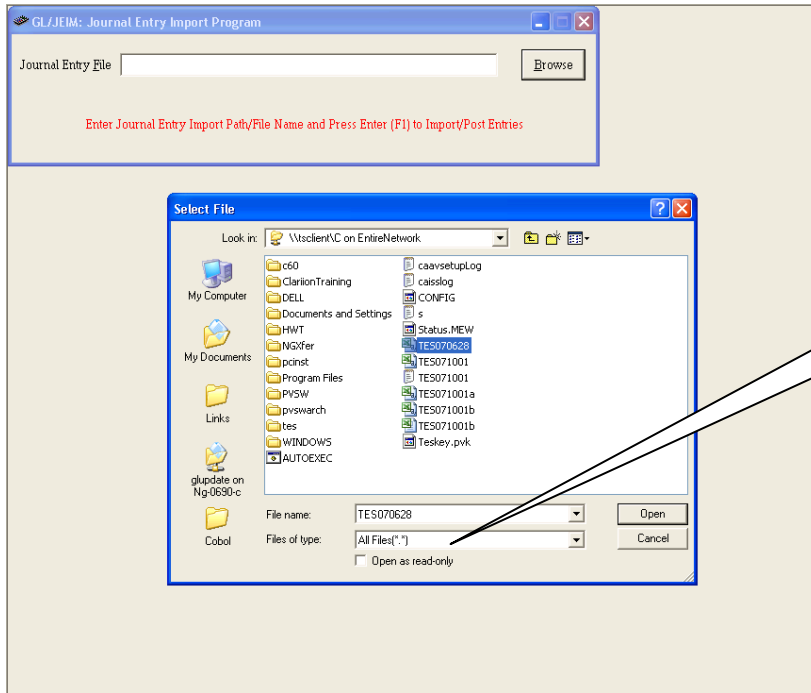 GL/JEIM: Journal Entry Import Program
Journal Entry File
Browse
Enter Journal Entry Import Path/File Name and Press Enter (F1) to Import/Post Entries
Select File
Look in: \\tsclient\C on EntireNetwork
My Computer
My Documents
Links
glupdate on
Ng-0690-c
Cobol
c60
ClariionTraining
DELL
Documents and Settings
HWT
NGXfer
pcinst
Program Files
PVSW
pvswarch
tes
WINDOWS
AUTOEXEC
caavsetupLog
caisslog
CONFIG
s
Status.MEW
TES070628
TES071001
TES071001
TES071001a
TES071001b
TES071001b
Teskey.pvk
File name: TES070628 Open
Files of type: All Files(*.*) Cancel
Open as read-only